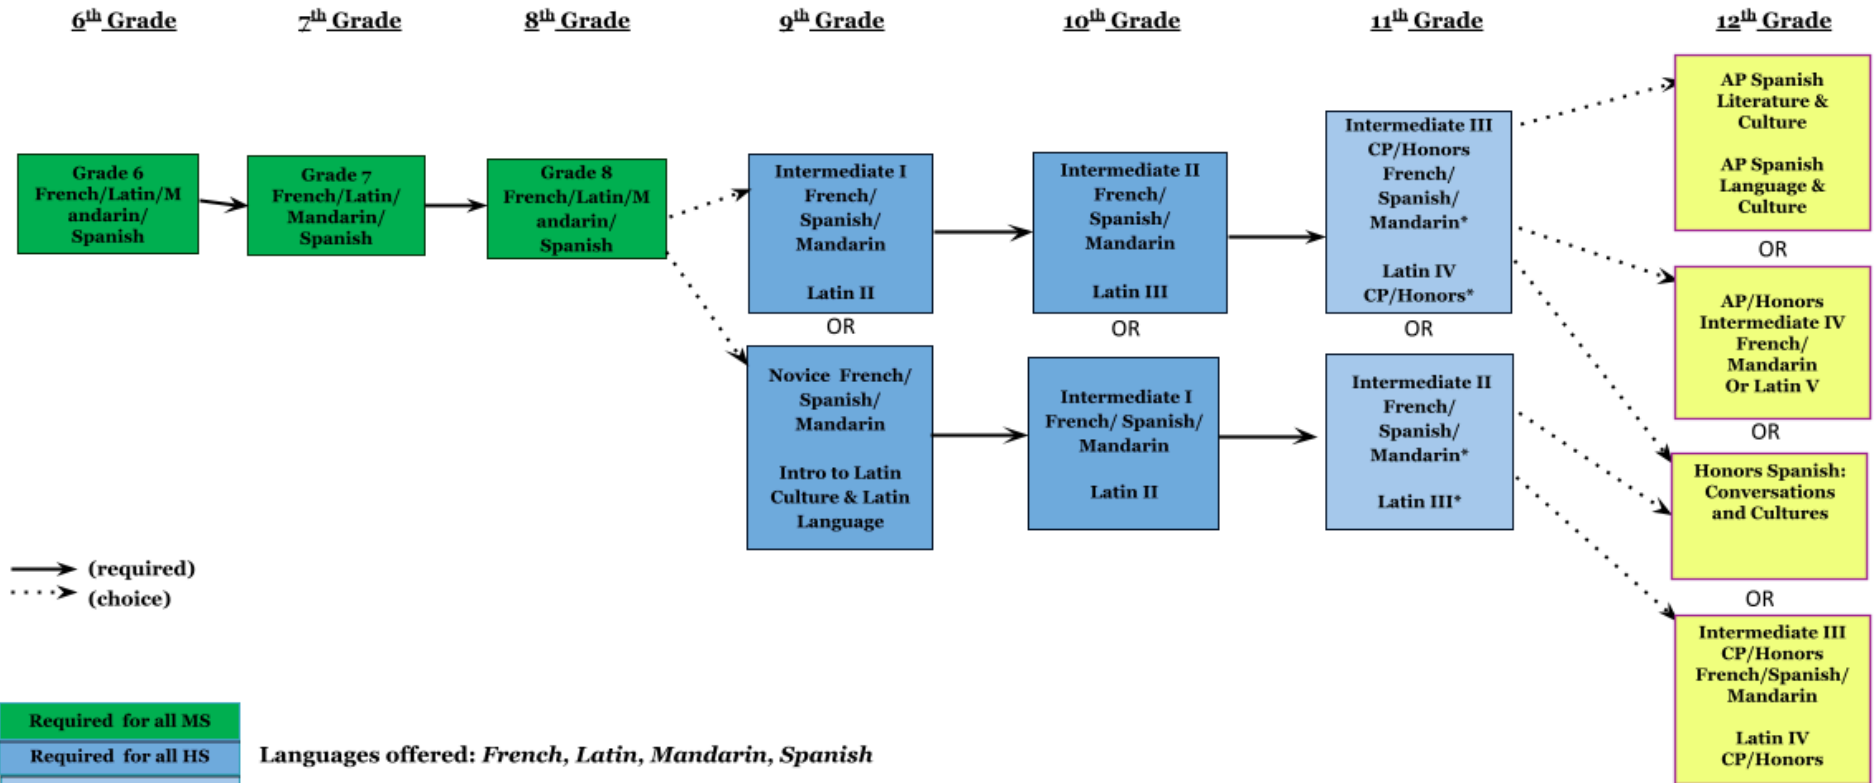 6th Grade
7th Grade
8th Grade
9th Grade
10th Grade
11th Grade
12th Grade
Grade 6
French/Latin/M
andarin/
Spanish
Grade 7
French/Latin/
Mandarin/
Spanish
Grade 8
French/Latin/M
andarin/
Spanish
Intermediate I
French/
Spanish/
Mandarin
Latin II
OR
Novice French/
Spanish/
Mandarin
Intro to Latin
Culture & Latin
Language
Intermediate II
French/
Spanish/
Mandarin
Latin III
OR
Intermediate I
French/ Spanish/
Mandarin
Latin II
Intermediate III
CP/Honors
French/
Spanish/
Mandarin*
Latin IV
CP/Honors*
OR
Intermediate II
French/
Spanish/
Mandarin*
Latin III*
AP Spanish
Literature &
Culture
AP Spanish
Language &
Culture
OR
AP/Honors
Intermediate IV
French/
Mandarin
Or Latin V
OR
Honors Spanish:
Conversations
and Cultures
OR
Intermediate III
CP/Honors
French/Spanish/
Mandarin
Latin IV
CP/Honors
(required)
(choice)
Required for all MS
Required for all HS
Languages offered: French, Latin, Mandarin, Spanish